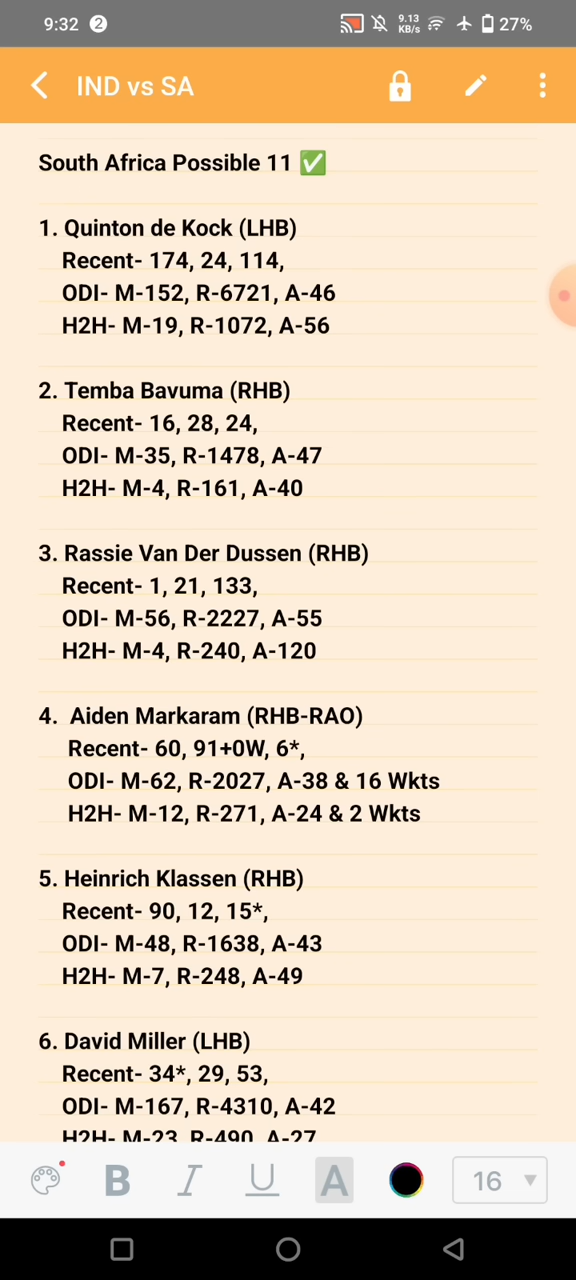 9:32 2 9.13 KB/s 27%
IND vs SA
South Africa Possible 11 ✅
1. Quinton de Kock (LHB)
Recent- 174, 24, 114,
ODI- M-152, R-6721, A-46
H2H- M-19, R-1072, A-56
2. Temba Bavuma (RHB)
Recent- 16, 28, 24,
ODI- M-35, R-1478, A-47
H2H- M-4, R-161, A-40
3. Rassie Van Der Dussen (RHB)
Recent- 1, 21, 133,
ODI- M-56, R-2227, A-55
H2H- M-4, R-240, A-120
4. Aiden Markaram (RHB-RAO)
Recent- 60, 91+0W, 6*,
ODI- M-62, R-2027, A-38 & 16 Wkts
H2H- M-12, R-271, A-24 & 2 Wkts
5. Heinrich Klassen (RHB)
Recent- 90, 12, 15*,
ODI- M-48, R-1638, A-43
H2H- M-7, R-248, A-49
6. David Miller (LHB)
Recent- 34*, 29, 53,
ODI- M-167, R-4310, A-42
H2H- M-23, R-490, A-27
B I U A 16